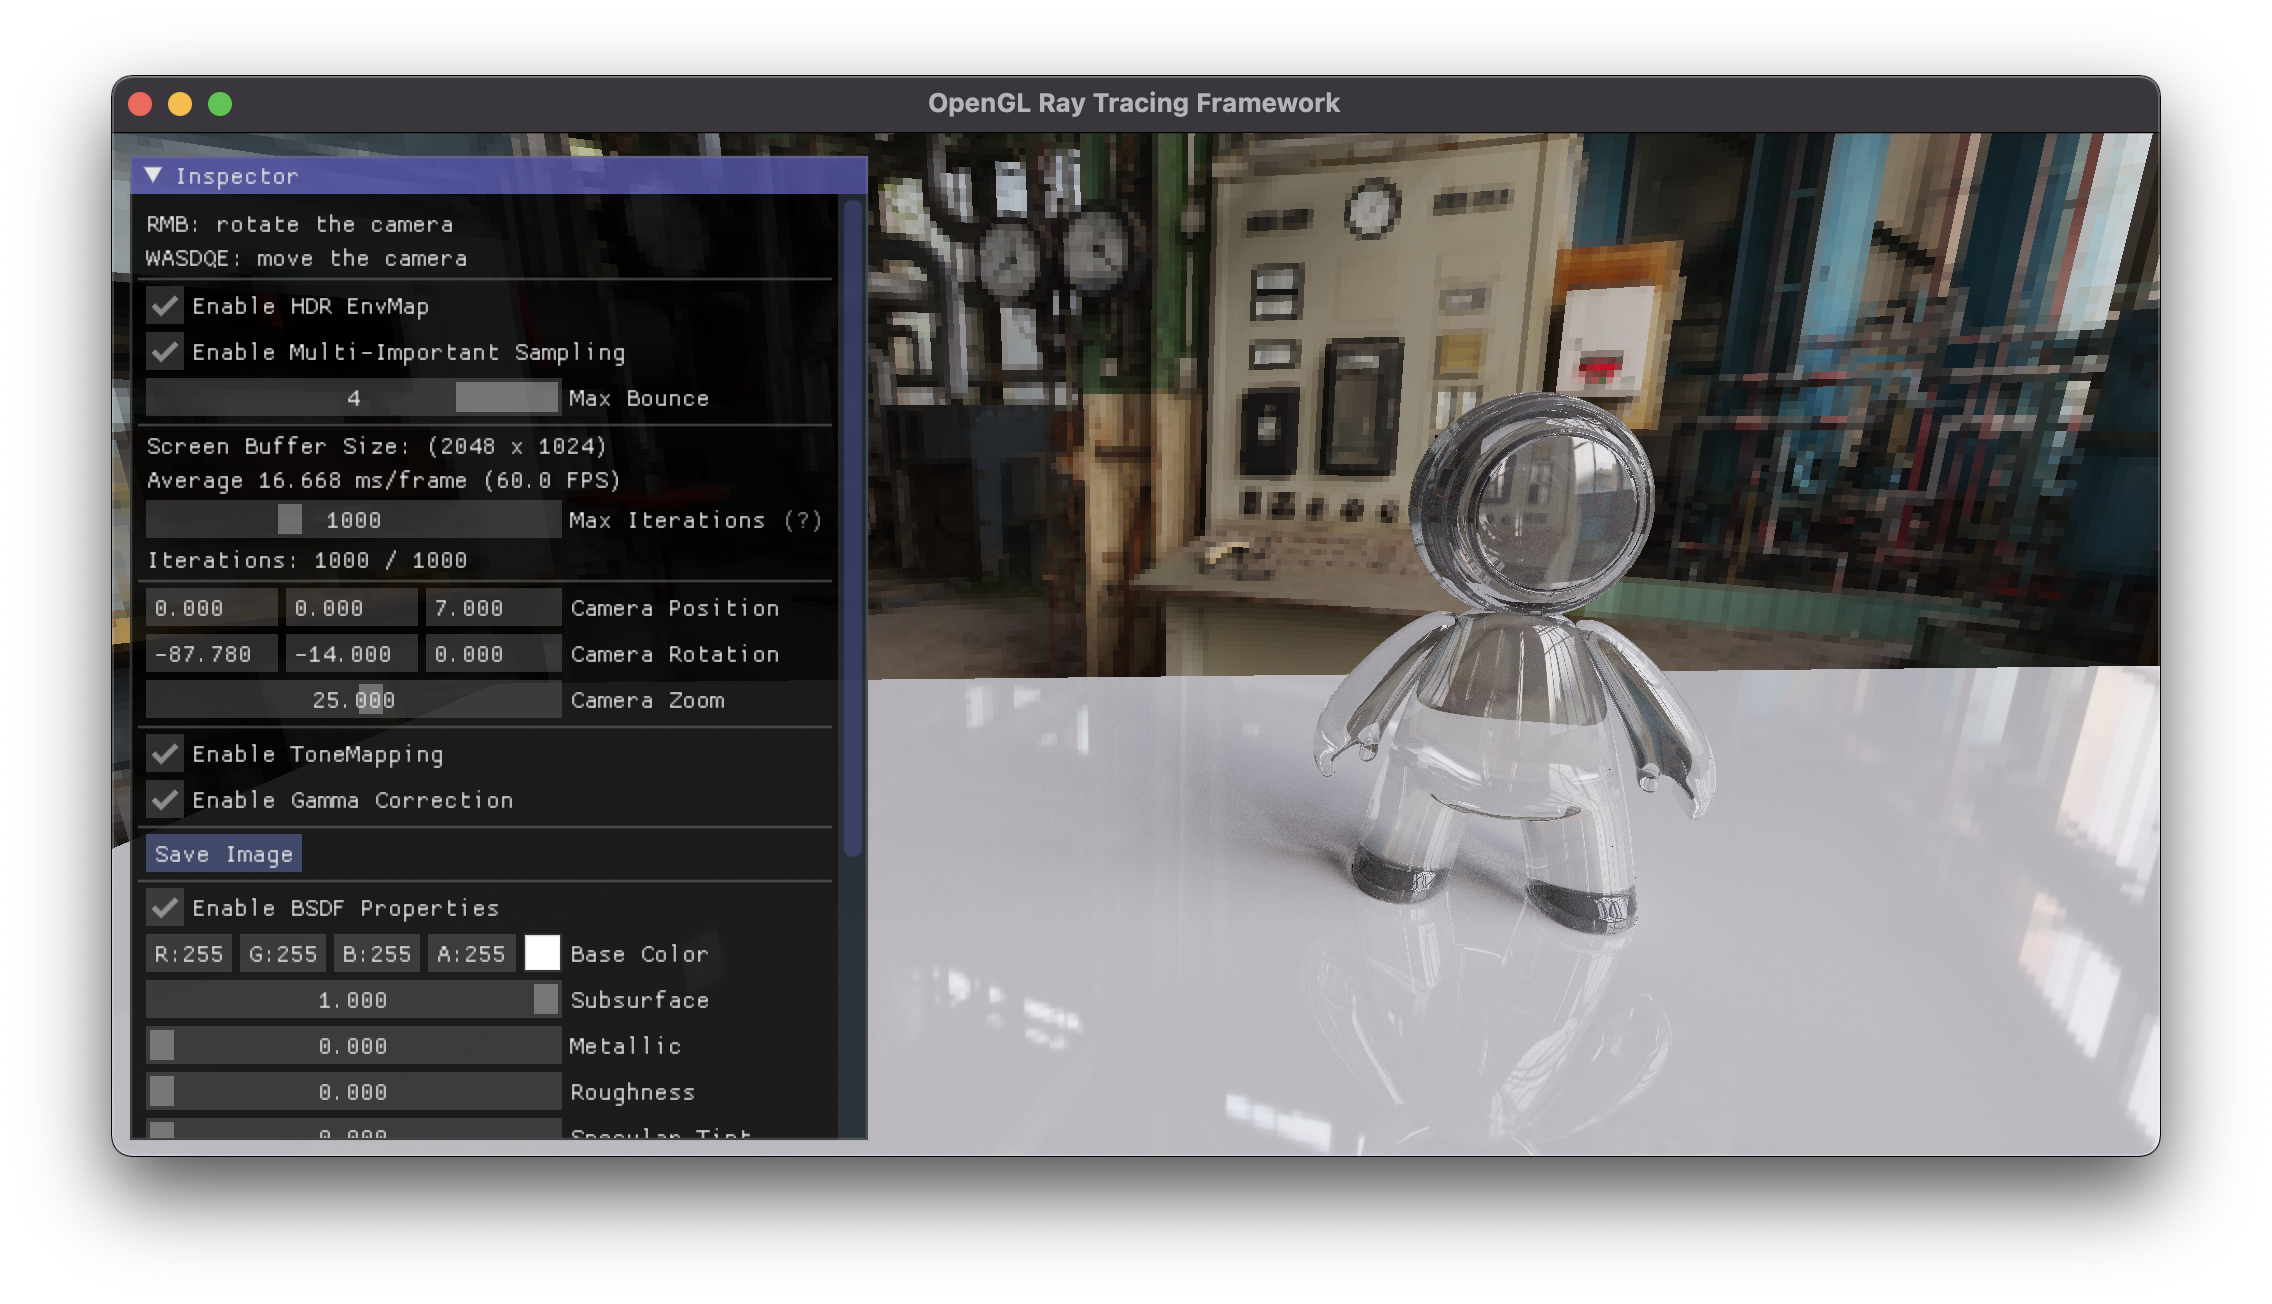 OpenGL Ray Tracing Framework
Inspector
RMB: rotate the camera
WASDQE: move the camera
Enable HDR EnvMap
Enable Multi-Important Sampling
4 Max Bounce
Screen Buffer Size: (2048 x 1024)
Average 16.668 ms/frame (60.0 FPS)
1000 Max Iterations (?)
Iterations: 1000 / 1000
0.000 0.000 7.000 Camera Position
-87.780 -14.000 0.000 Camera Rotation
25.000 Camera Zoom
Enable ToneMapping
Enable Gamma Correction
Save Image
Enable BSDF Properties
R:255 G:255 B:255 A:255 Base Color
1.000 Subsurface
0.000 Metallic
0.000 Roughness
0.000 Specular Tint